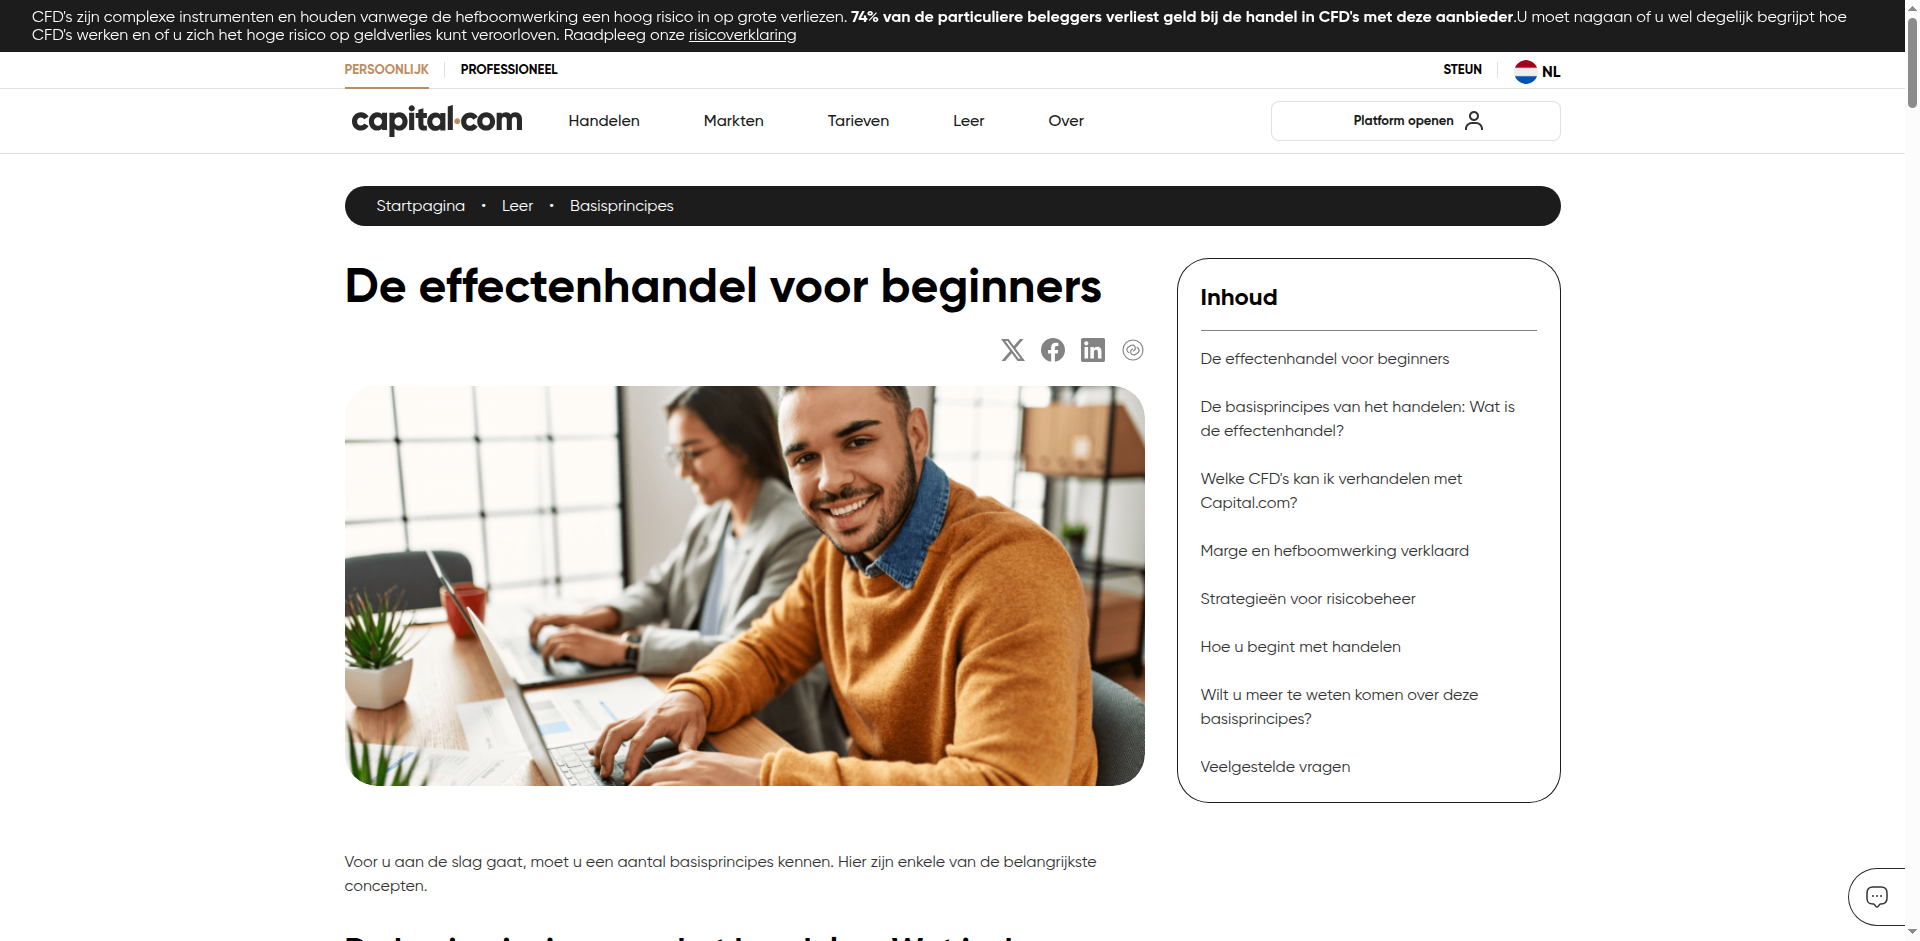 CFD's zijn complexe instrumenten en houden vanwege de hefboomwerking een hoog risico in op grote verliezen. 74% van de particuliere beleggers verliest geld bij de handel in CFD's met deze aanbieder.U moet nagaan of u wel degelijk begrijpt hoe
CFD's werken en of u zich het hoge risico op geldverlies kunt veroorloven. Raadpleeg onze risicoverklaring
PERSOONLIJK PROFESSIONEEL STEUN NL
capital.com Handelen Markten Tarieven Leer Over Platform openen
Startpagina • Leer • Basisprincipes
De effectenhandel voor beginners
Inhoud
De effectenhandel voor beginners
De basisprincipes van het handelen: Wat is
de effectenhandel?
Welke CFD's kan ik verhandelen met
Capital.com?
Marge en hefboomwerking verklaard
Strategieën voor risicobeheer
Hoe u begint met handelen
Wilt u meer te weten komen over deze
basisprincipes?
Veelgestelde vragen
Voor u aan de slag gaat, moet u een aantal basisprincipes kennen. Hier zijn enkele van de belangrijkste
concepten.